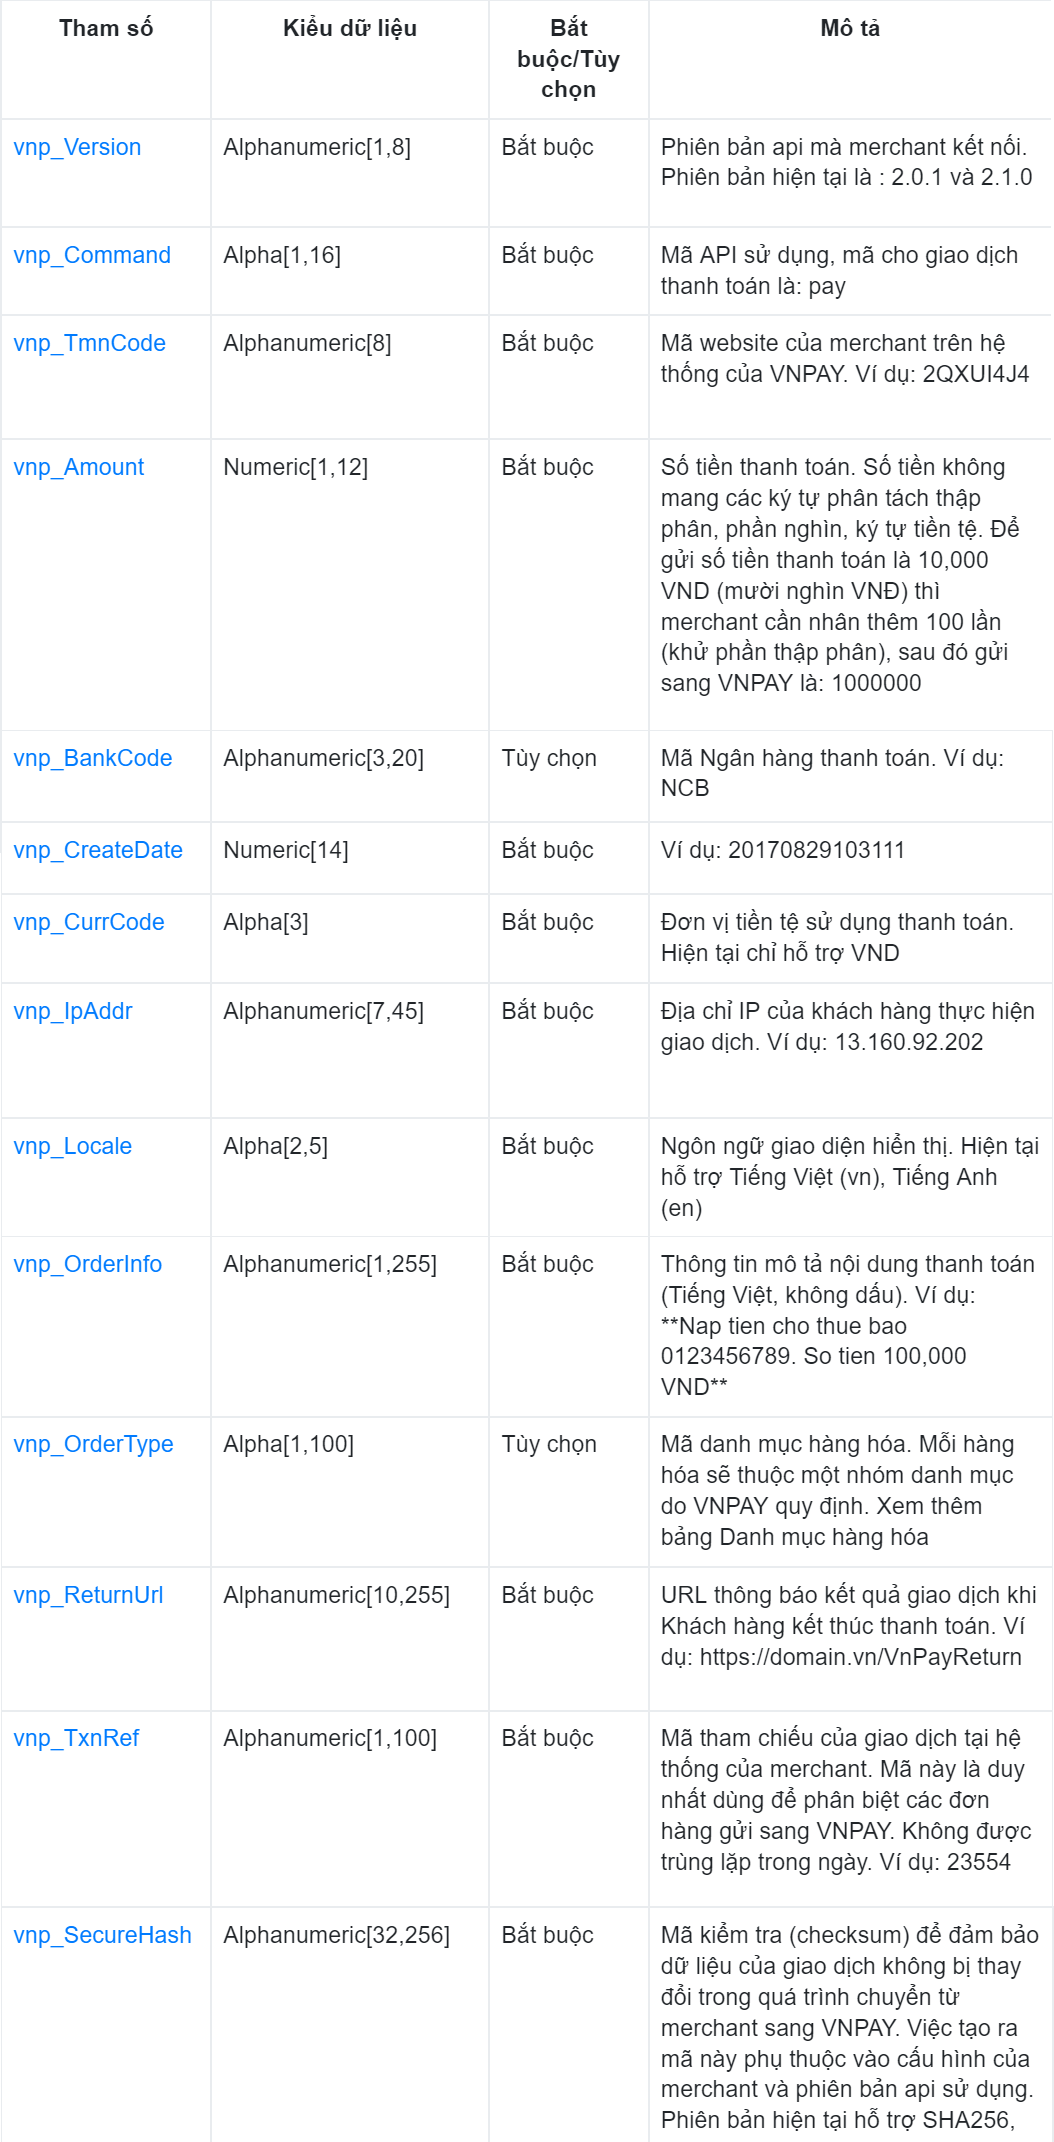 Tham số
Kiểu dữ liệu
Bắt
buộc/Tùy
chọn
Mô tả
vnp_Version
Alphanumeric[1,8]
Bắt buộc
Phiên bản api mà merchant kết nối.
Phiên bản hiện tại là : 2.0.1 và 2.1.0
vnp_Command
Alpha[1,16]
Bắt buộc
Mã API sử dụng, mã cho giao dịch
thanh toán là: pay
vnp_TmnCode
Alphanumeric[8]
Bắt buộc
Mã website của merchant trên hệ
thống của VNPAY. Ví dụ: 2QXUI4J4
vnp_Amount
Numeric[1,12]
Bắt buộc
Số tiền thanh toán. Số tiền không
mang các ký tự phân tách thập
phân, phần nghìn, ký tự tiền tệ. Để
gửi số tiền thanh toán là 10,000
VND (mười nghìn VNĐ) thì
merchant cần nhân thêm 100 lần
(khử phần thập phân), sau đó gửi
sang VNPAY là: 1000000
vnp_BankCode
Alphanumeric[3,20]
Tùy chọn
Mã Ngân hàng thanh toán. Ví dụ:
NCB
vnp_CreateDate
Numeric[14]
Bắt buộc
Ví dụ: 20170829103111
vnp_CurrCode
Alpha[3]
Bắt buộc
Đơn vị tiền tệ sử dụng thanh toán.
Hiện tại chỉ hỗ trợ VND
vnp_IpAddr
Alphanumeric[7,45]
Bắt buộc
Địa chỉ IP của khách hàng thực hiện
giao dịch. Ví dụ: 13.160.92.202
vnp_Locale
Alpha[2,5]
Bắt buộc
Ngôn ngữ giao diện hiển thị. Hiện tại
hỗ trợ Tiếng Việt (vn), Tiếng Anh
(en)
vnp_OrderInfo
Alphanumeric[1,255]
Bắt buộc
Thông tin mô tả nội dung thanh toán
(Tiếng Việt, không dấu). Ví dụ:
**Nap tien cho thue bao
0123456789. So tien 100,000
VND**
vnp_OrderType
Alpha[1,100]
Tùy chọn
Mã danh mục hàng hóa. Mỗi hàng
hóa sẽ thuộc một nhóm danh mục
do VNPAY quy định. Xem thêm
bảng Danh mục hàng hóa
vnp_ReturnUrl
Alphanumeric[10,255]
Bắt buộc
URL thông báo kết quả giao dịch khi
Khách hàng kết thúc thanh toán. Ví
dụ: https://domain.vn/VnPayReturn
vnp_TxnRef
Alphanumeric[1,100]
Bắt buộc
Mã tham chiếu của giao dịch tại hệ
thống của merchant. Mã này là duy
nhất dùng để phân biệt các đơn
hàng gửi sang VNPAY. Không được
trùng lặp trong ngày. Ví dụ: 23554
vnp_SecureHash
Alphanumeric[32,256]
Bắt buộc
Mã kiểm tra (checksum) để đảm bảo
dữ liệu của giao dịch không bị thay
đổi trong quá trình chuyển từ
merchant sang VNPAY. Việc tạo ra
mã này phụ thuộc vào cấu hình của
merchant và phiên bản api sử dụng.
Phiên bản hiện tại hỗ trợ SHA256,